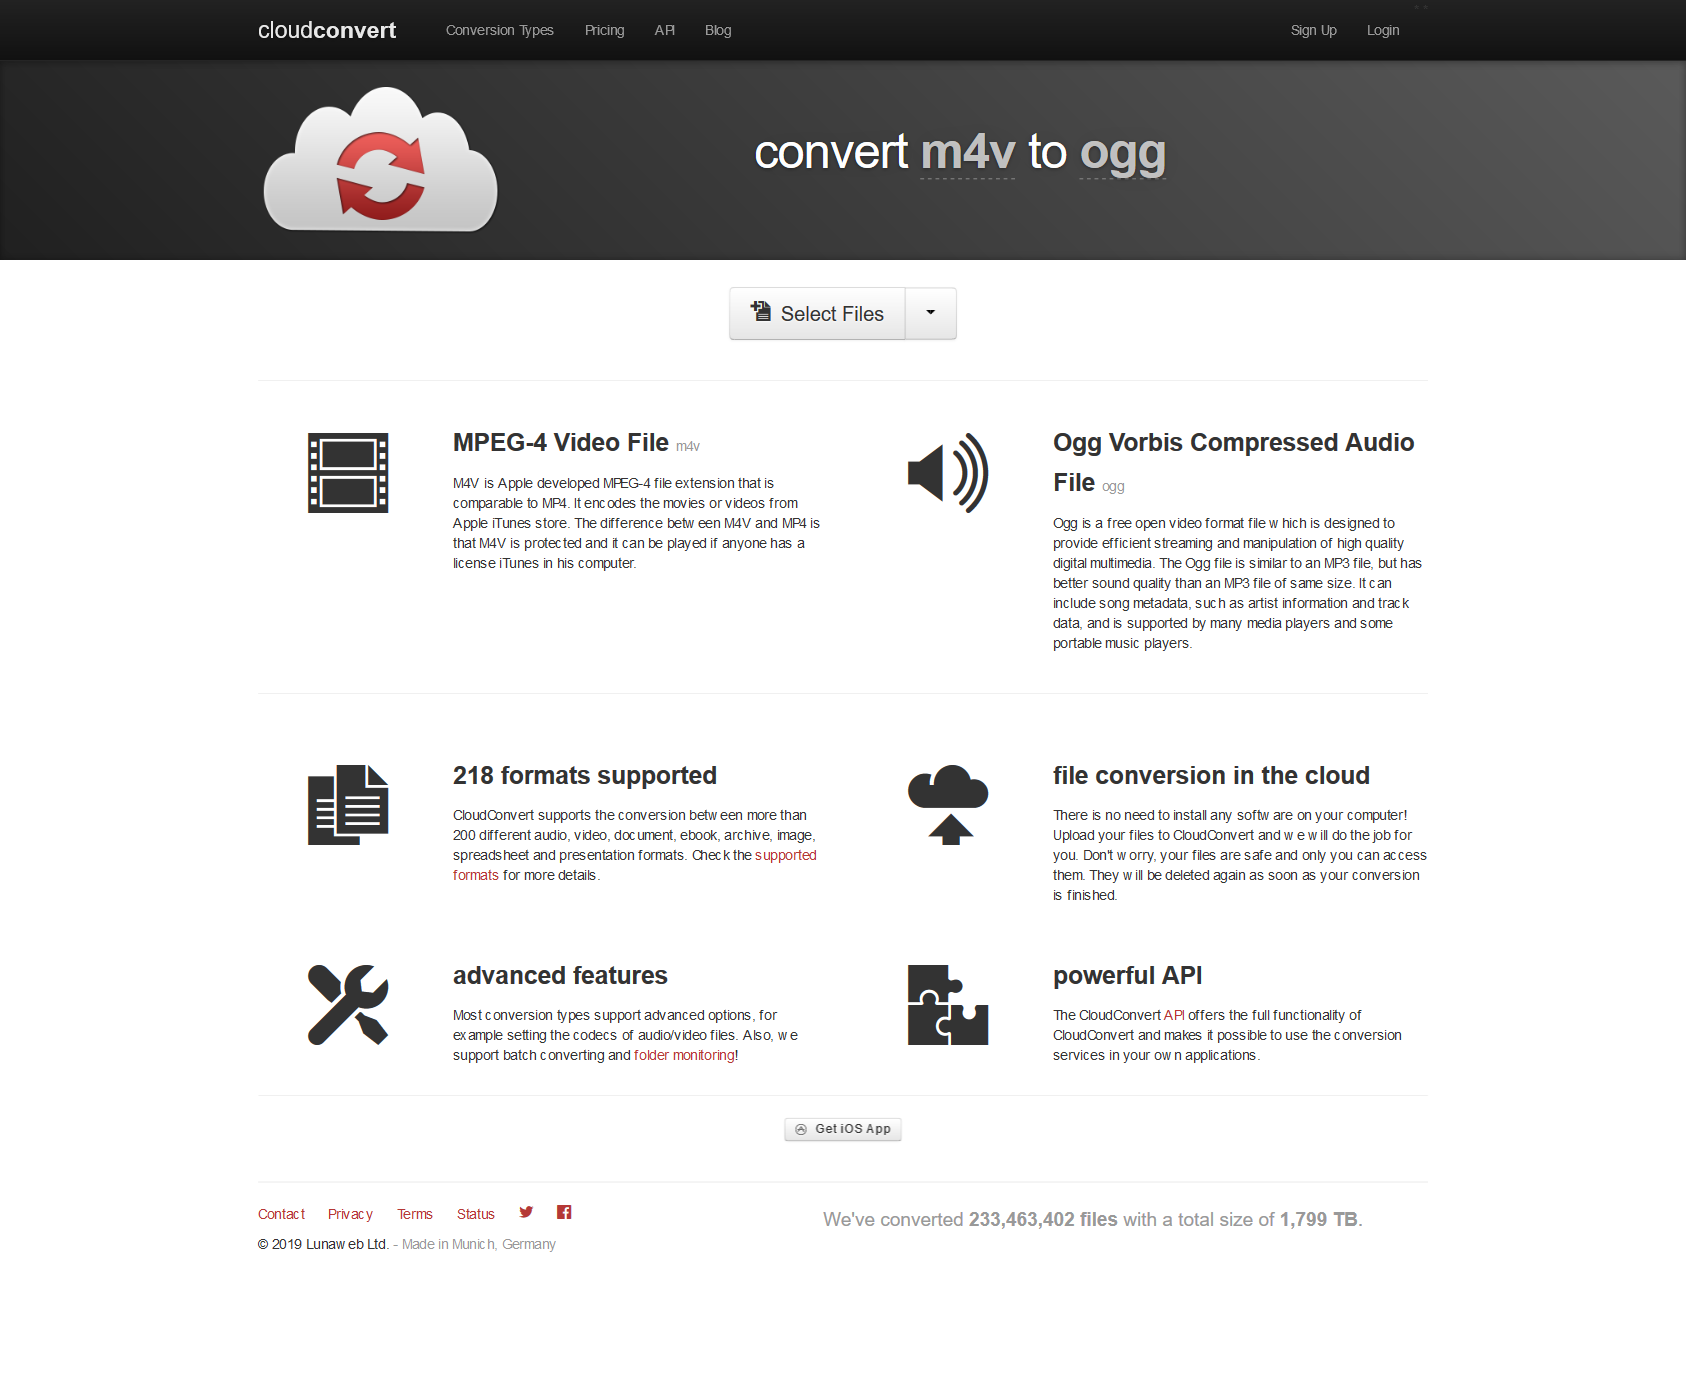 cloudconvert Conversion Types Pricing API Blog Sign Up Login
convert m4v to ogg
Select Files
MPEG-4 Video File m4v
M4V is Apple developed MPEG-4 file extension that is
comparable to MP4. It encodes the movies or videos from
Apple iTunes store. The difference between M4V and MP4 is
that M4V is protected and it can be played if anyone has a
license iTunes in his computer.
Ogg Vorbis Compressed Audio
File ogg
Ogg is a free open video format file which is designed to
provide efficient streaming and manipulation of high quality
digital multimedia. The Ogg file is similar to an MP3 file, but has
better sound quality than an MP3 file of same size. It can
include song metadata, such as artist information and track
data, and is supported by many media players and some
portable music players.
218 formats supported
CloudConvert supports the conversion between more than
200 different audio, video, document, ebook, archive, image,
spreadsheet and presentation formats. Check the supported
formats for more details.
file conversion in the cloud
There is no need to install any software on your computer!
Upload your files to CloudConvert and we will do the job for
you. Don't worry, your files are safe and only you can access
them. They will be deleted again as soon as your conversion
is finished.
advanced features
Most conversion types support advanced options, for
example setting the codecs of audio/video files. Also, we
support batch converting and folder monitoring!
powerful API
The CloudConvert API offers the full functionality of
CloudConvert and makes it possible to use the conversion
services in your own applications.
Get iOS App
Contact Privacy Terms Status
We've converted 233,463,402 files with a total size of 1,799 TB.
© 2019 Lunaweb Ltd. - Made in Munich, Germany